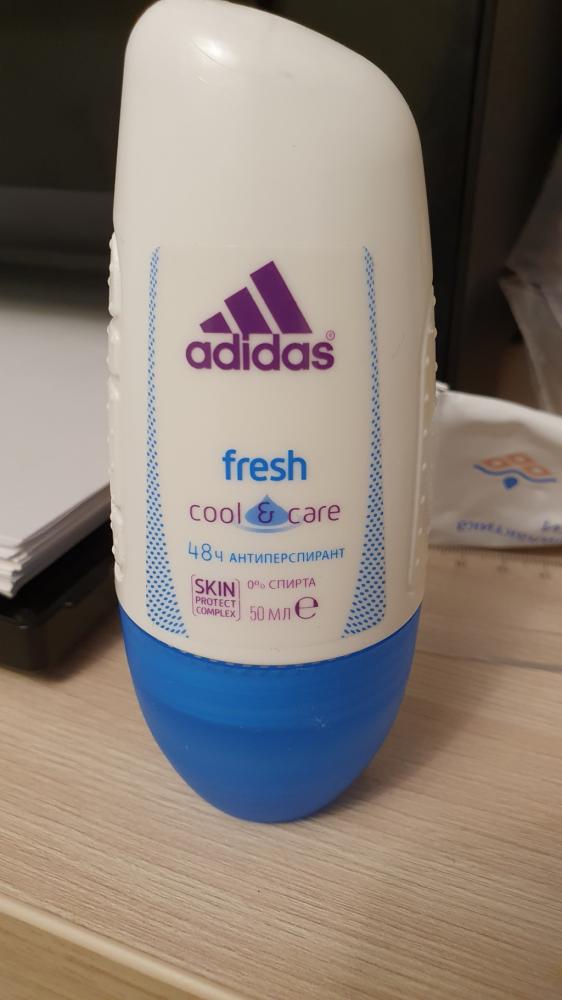 adidas®
fresh
cool & care
48ч АНТИПЕРСПИРАНТ
SKIN
PROTECT
COMPLEX
0% СПИРТА
50 МЛ ℮